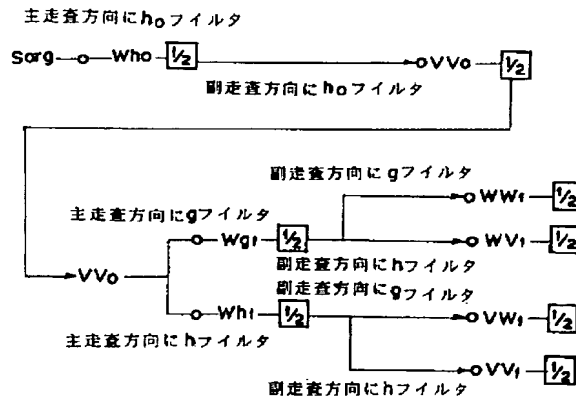 主走査方向にhoフィルタ
Sorg Who 1/2 VVo 1/2
副走査方向にhoフィルタ
副走査方向にgフィルタ
WW1 1/2
主走査方向にgフィルタ
Wg1 1/2 WV1 1/2
副走査方向にhフィルタ
VVo
副走査方向にgフィルタ
Wh1 1/2 VW1 1/2
主走査方向にhフィルタ
VV1 1/2
副走査方向にhフィルタ